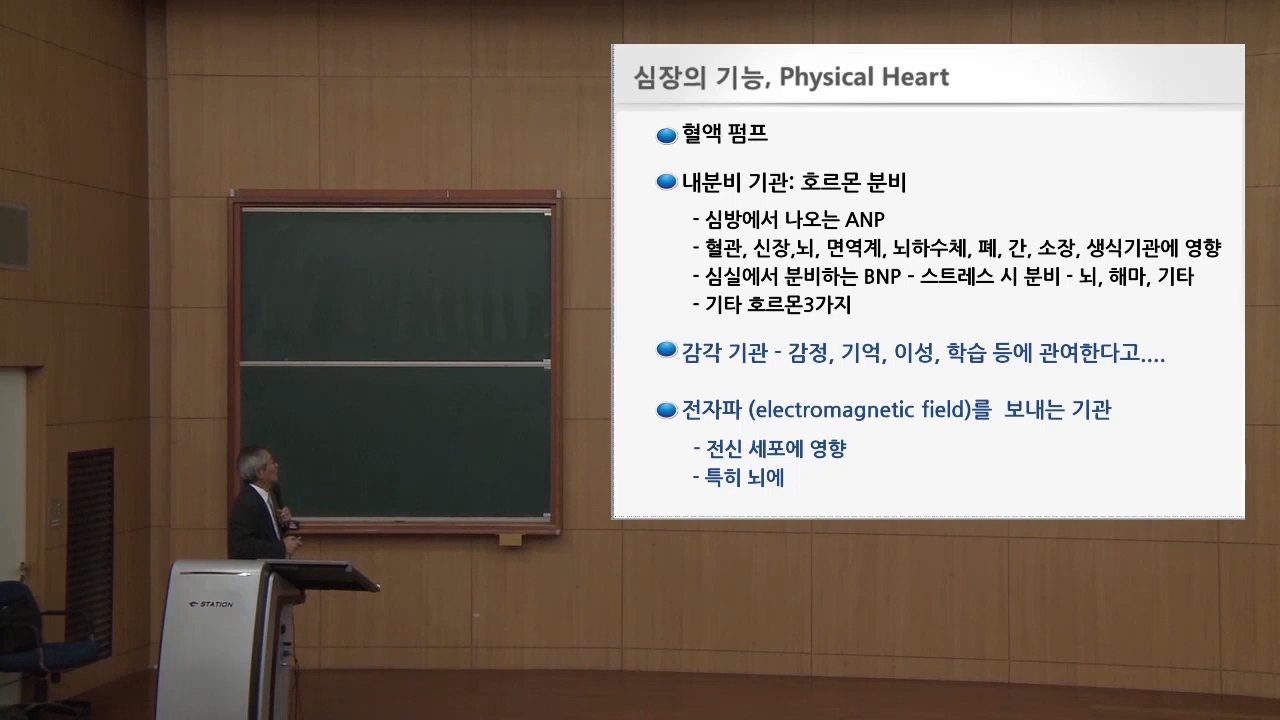 심장의 기능, Physical Heart
혈액 펌프
내분비 기관: 호르몬 분비
- 심방에서 나오는 ANP
- 혈관, 신장,뇌, 면역계, 뇌하수체, 폐, 간, 소장, 생식기관에 영향
- 심실에서 분비하는 BNP - 스트레스 시 분비 - 뇌, 해마, 기타
- 기타 호르몬3가지
감각 기관 - 감정, 기억, 이성, 학습 등에 관여한다고....
전자파 (electromagnetic field)를 보내는 기관
- 전신 세포에 영향
- 특히 뇌에
e-STATION